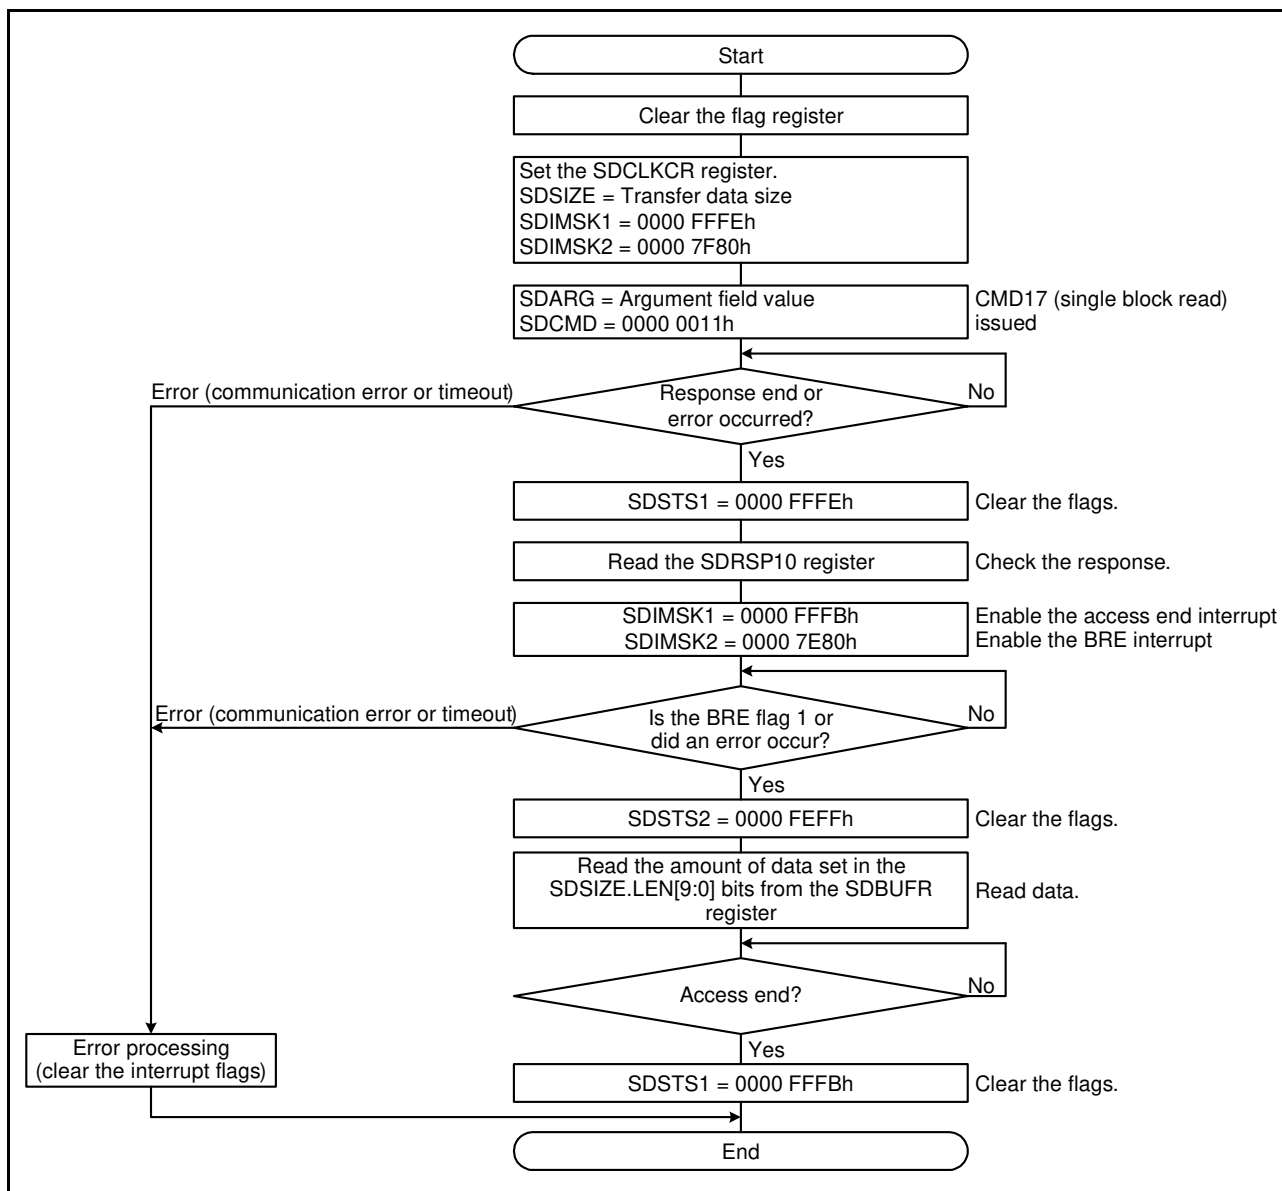 Start
Clear the flag register
Set the SDCLKCR register.
SDSIZE = Transfer data size
SDIMSK1 = 0000 FFFEh
SDIMSK2 = 0000 7F80h
SDARG = Argument field value
SDCMD = 0000 0011h
CMD17 (single block read)
issued
Error (communication error or timeout)
Response end or
error occurred?
No
Yes
SDSTS1 = 0000 FFFEh
Clear the flags.
Read the SDRSP10 register
Check the response.
SDIMSK1 = 0000 FFFBh
SDIMSK2 = 0000 7E80h
Enable the access end interrupt
Enable the BRE interrupt
Error (communication error or timeout)
Is the BRE flag 1 or
did an error occur?
No
Yes
SDSTS2 = 0000 FEFFh
Clear the flags.
Read the amount of data set in the
SDSIZE.LEN[9:0] bits from the SDBUFR
register
Read data.
Access end?
No
Yes
Error processing
(clear the interrupt flags)
SDSTS1 = 0000 FFFBh
Clear the flags.
End